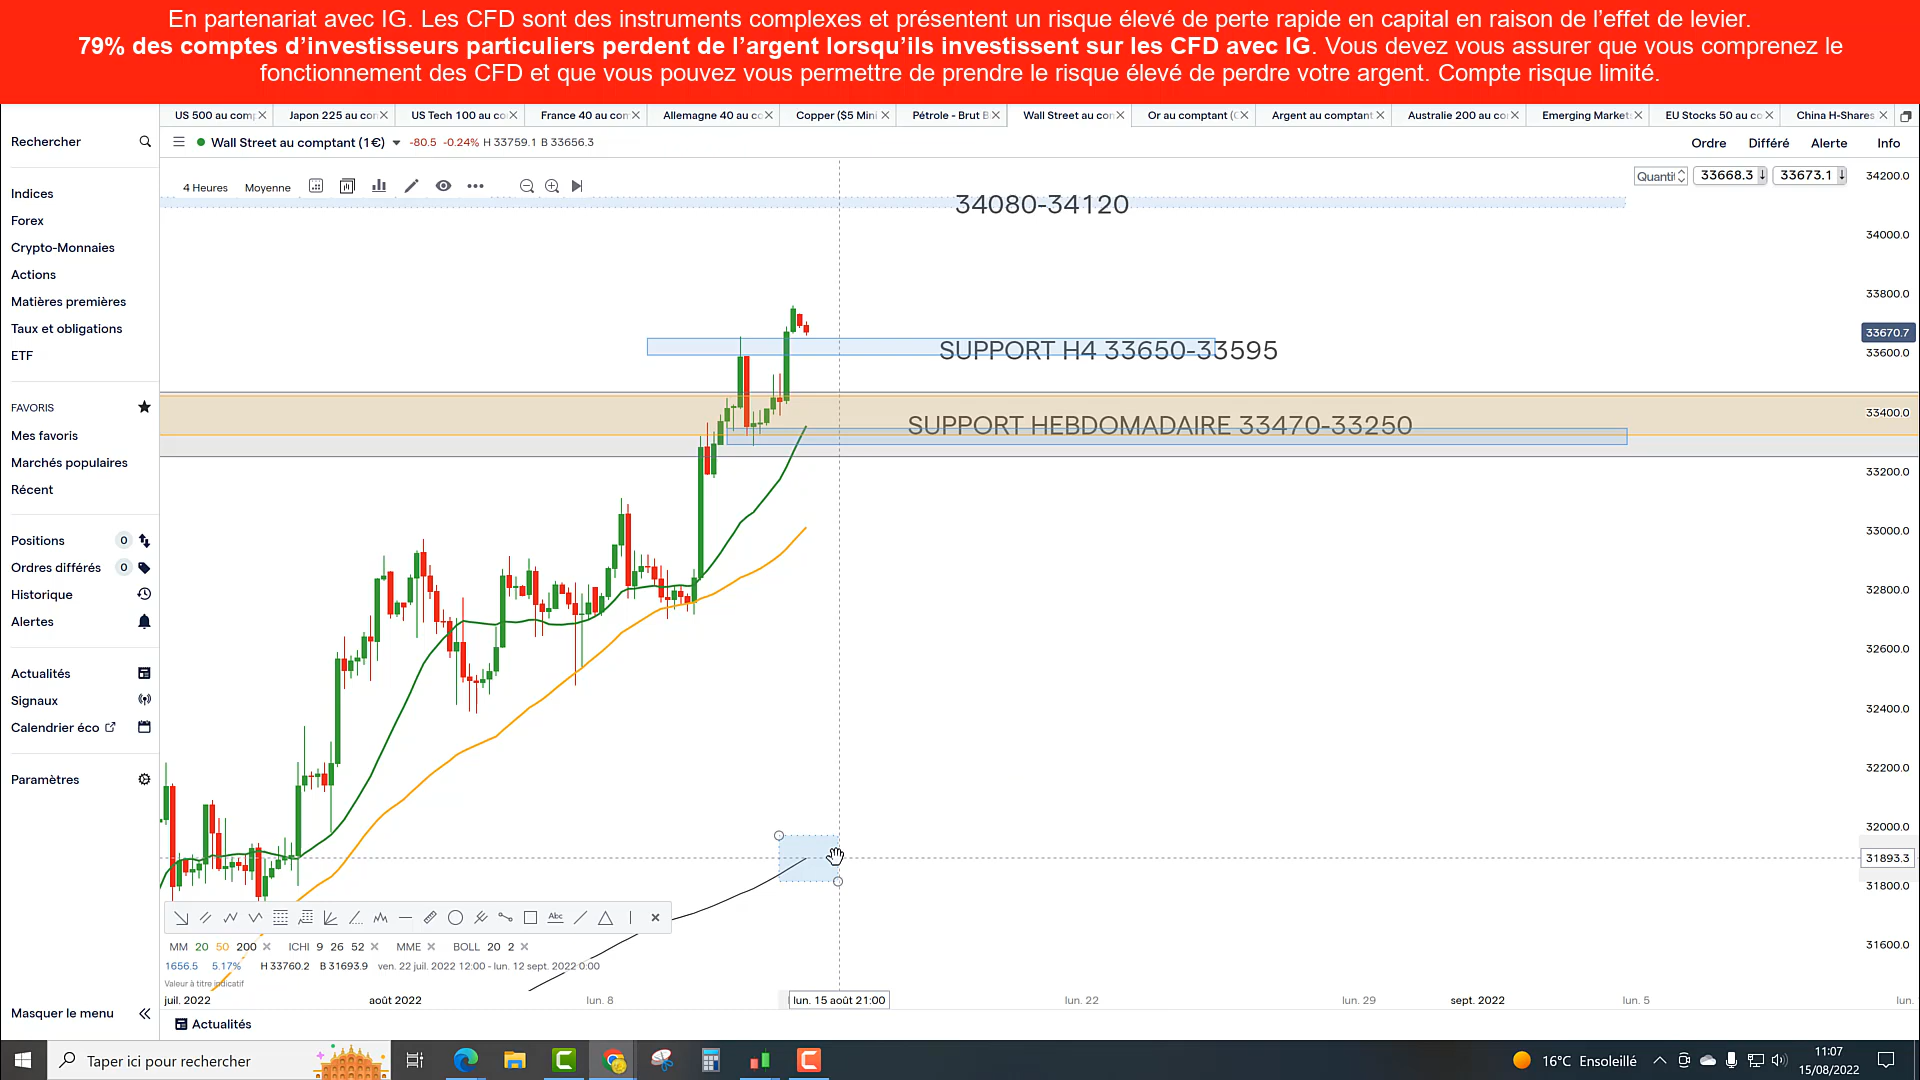 En partenariat avec IG. Les CFD sont des instruments complexes et présentent un risque élevé de perte rapide en capital en raison de l’effet de levier.
79% des comptes d’investisseurs particuliers perdent de l’argent lorsqu’ils investissent sur les CFD avec IG. Vous devez vous assurer que vous comprenez le
fonctionnement des CFD et que vous pouvez vous permettre de prendre le risque élevé de perdre votre argent. Compte risque limité.
US 500 au com Japon 225 au con US Tech 100 au co France 40 au con Allemagne 40 au co Copper ($5 Mini Pétrole - Brut B Wall Street au con Or au comptant (C Argent au comptant Australie 200 au co Emerging Market EU Stocks 50 au co China H-Shares
Rechercher
Wall Street au comptant (1€) -80.5 -0.24% H 33759.1 B 33656.3
Ordre Différé Alerte Info
4 Heures Moyenne
Quantit 33668.3 33673.1
34200.0
34080-34120
34000.0
33800.0
33670.7
33600.0
SUPPORT H4 33650-33595
33400.0
SUPPORT HEBDOMADAIRE 33470-33250
33200.0
33000.0
32800.0
32600.0
32400.0
32200.0
32000.0
31893.3
31800.0
31600.0
Indices
Forex
Crypto-Monnaies
Actions
Matières premières
Taux et obligations
ETF
FAVORIS
Mes favoris
Marchés populaires
Récent
Positions 0
Ordres différés 0
Historique
Alertes
Actualités
Signaux
Calendrier éco
Paramètres
Masquer le menu
Abc
MM 20 50 200 ICHI 9 26 52 MME BOLL 20 2
1656.5 5.17% H 33760.2 B 31693.9 ven. 22 juil. 2022 12:00 - lun. 12 sept. 2022 0:00
Valeur à titre indicatif
juil. 2022 août 2022 lun. 8 lun. 15 août 21:00 lun. 22 lun. 29 sept. 2022 lun. 5 lun.
Actualités
Taper ici pour rechercher
16°C Ensoleillé
11:07
15/08/2022